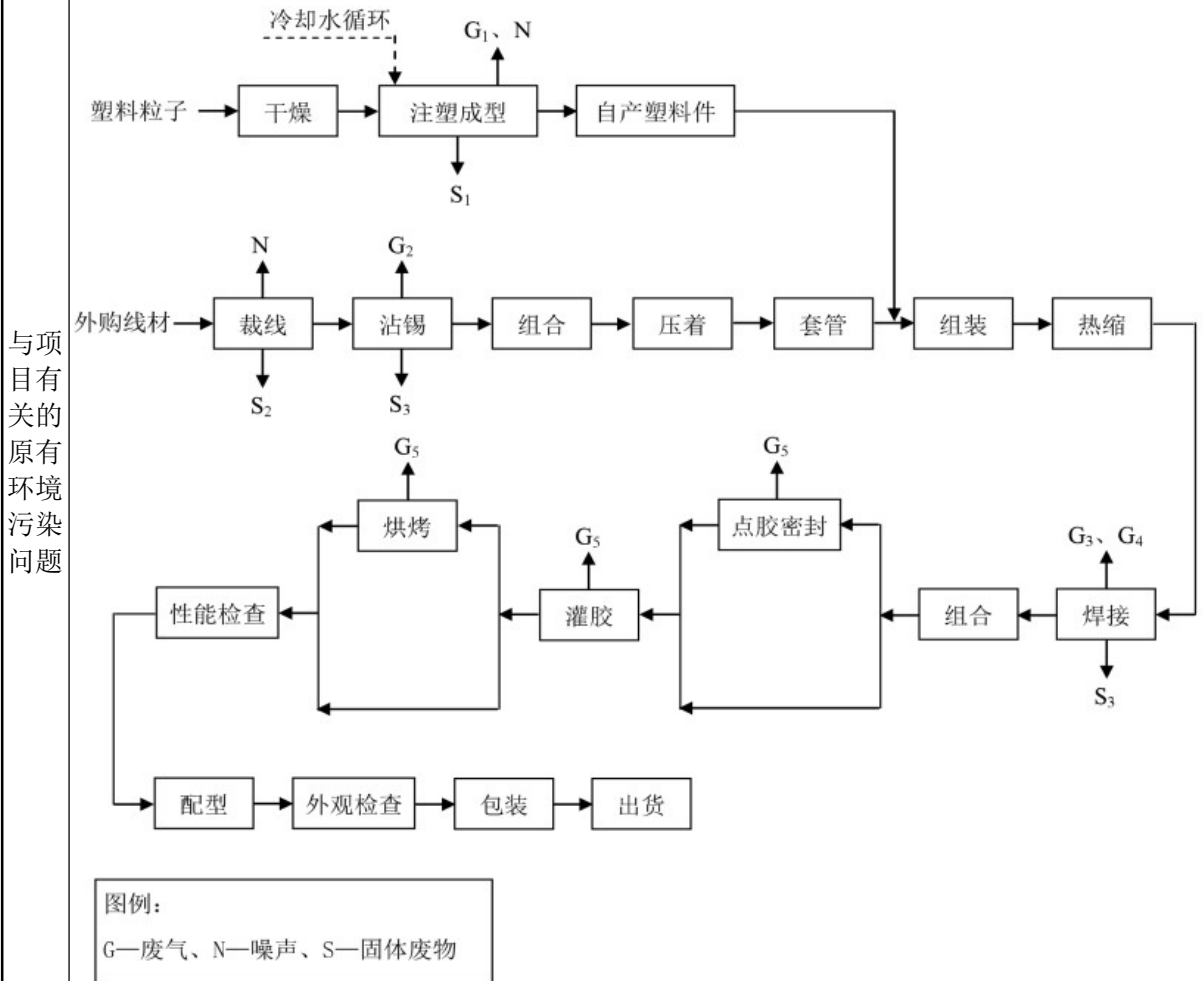 与项
目有
关的
原有
环境
污染
问题
冷却水循环
G₁、N
塑料粒子
干燥
注塑成型
自产塑料件
S₁
N
G₂
外购线材
裁线
沾锡
组合
压着
套管
组装
热缩
S₂
S₃
G₅
G₅
烘烤
点胶密封
G₅
G₃、G₄
性能检查
灌胶
组合
焊接
S₃
配型
外观检查
包装
出货
图例：
G—废气、N—噪声、S—固体废物